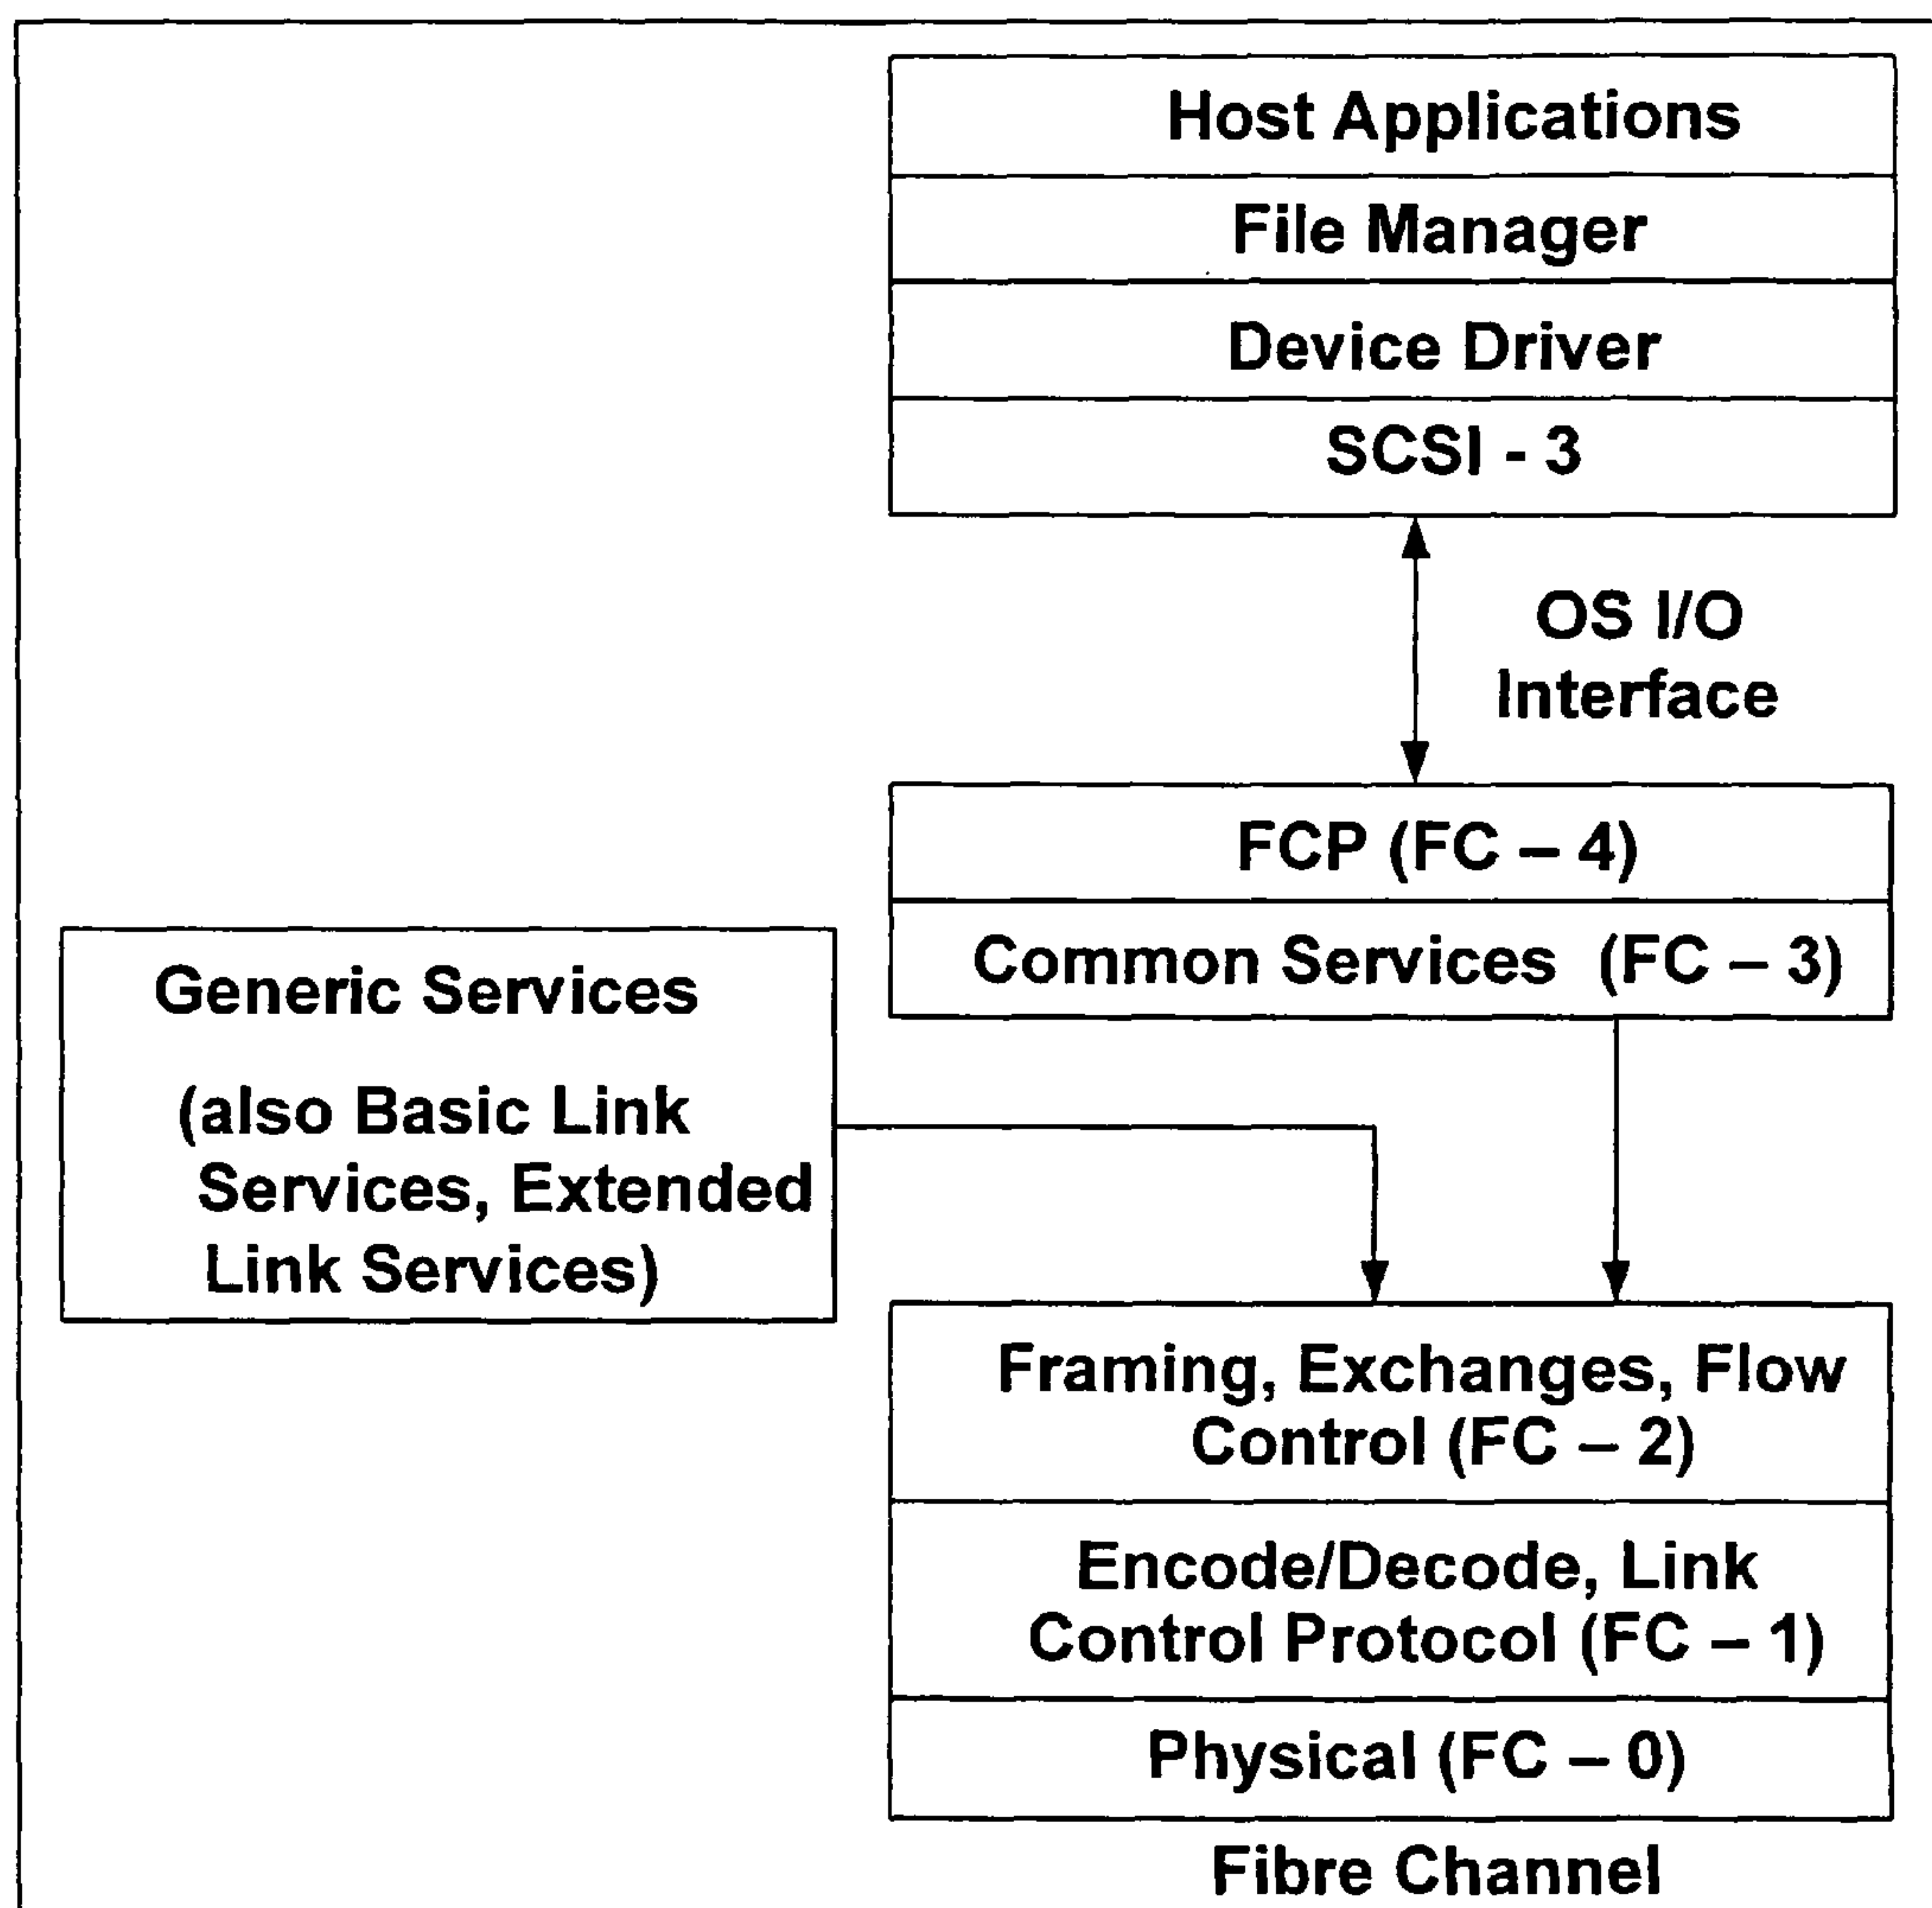 Host Applications
File Manager
Device Driver
SCSI - 3
OS I/O
Interface
FCP (FC – 4)
Common Services (FC – 3)
Generic Services
(also Basic Link
Services, Extended
Link Services)
Framing, Exchanges, Flow
Control (FC – 2)
Encode/Decode, Link
Control Protocol (FC – 1)
Physical (FC – 0)
Fibre Channel